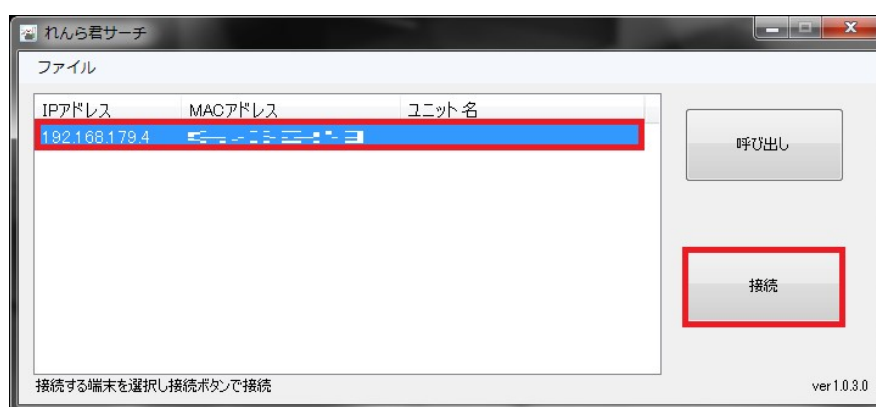 れんら君サーチ
ファイル
IPアドレス MACアドレス ユニット名
192.168.179.4
呼び出し
接続
接続する端末を選択し接続ボタンで接続
ver1.0.3.0